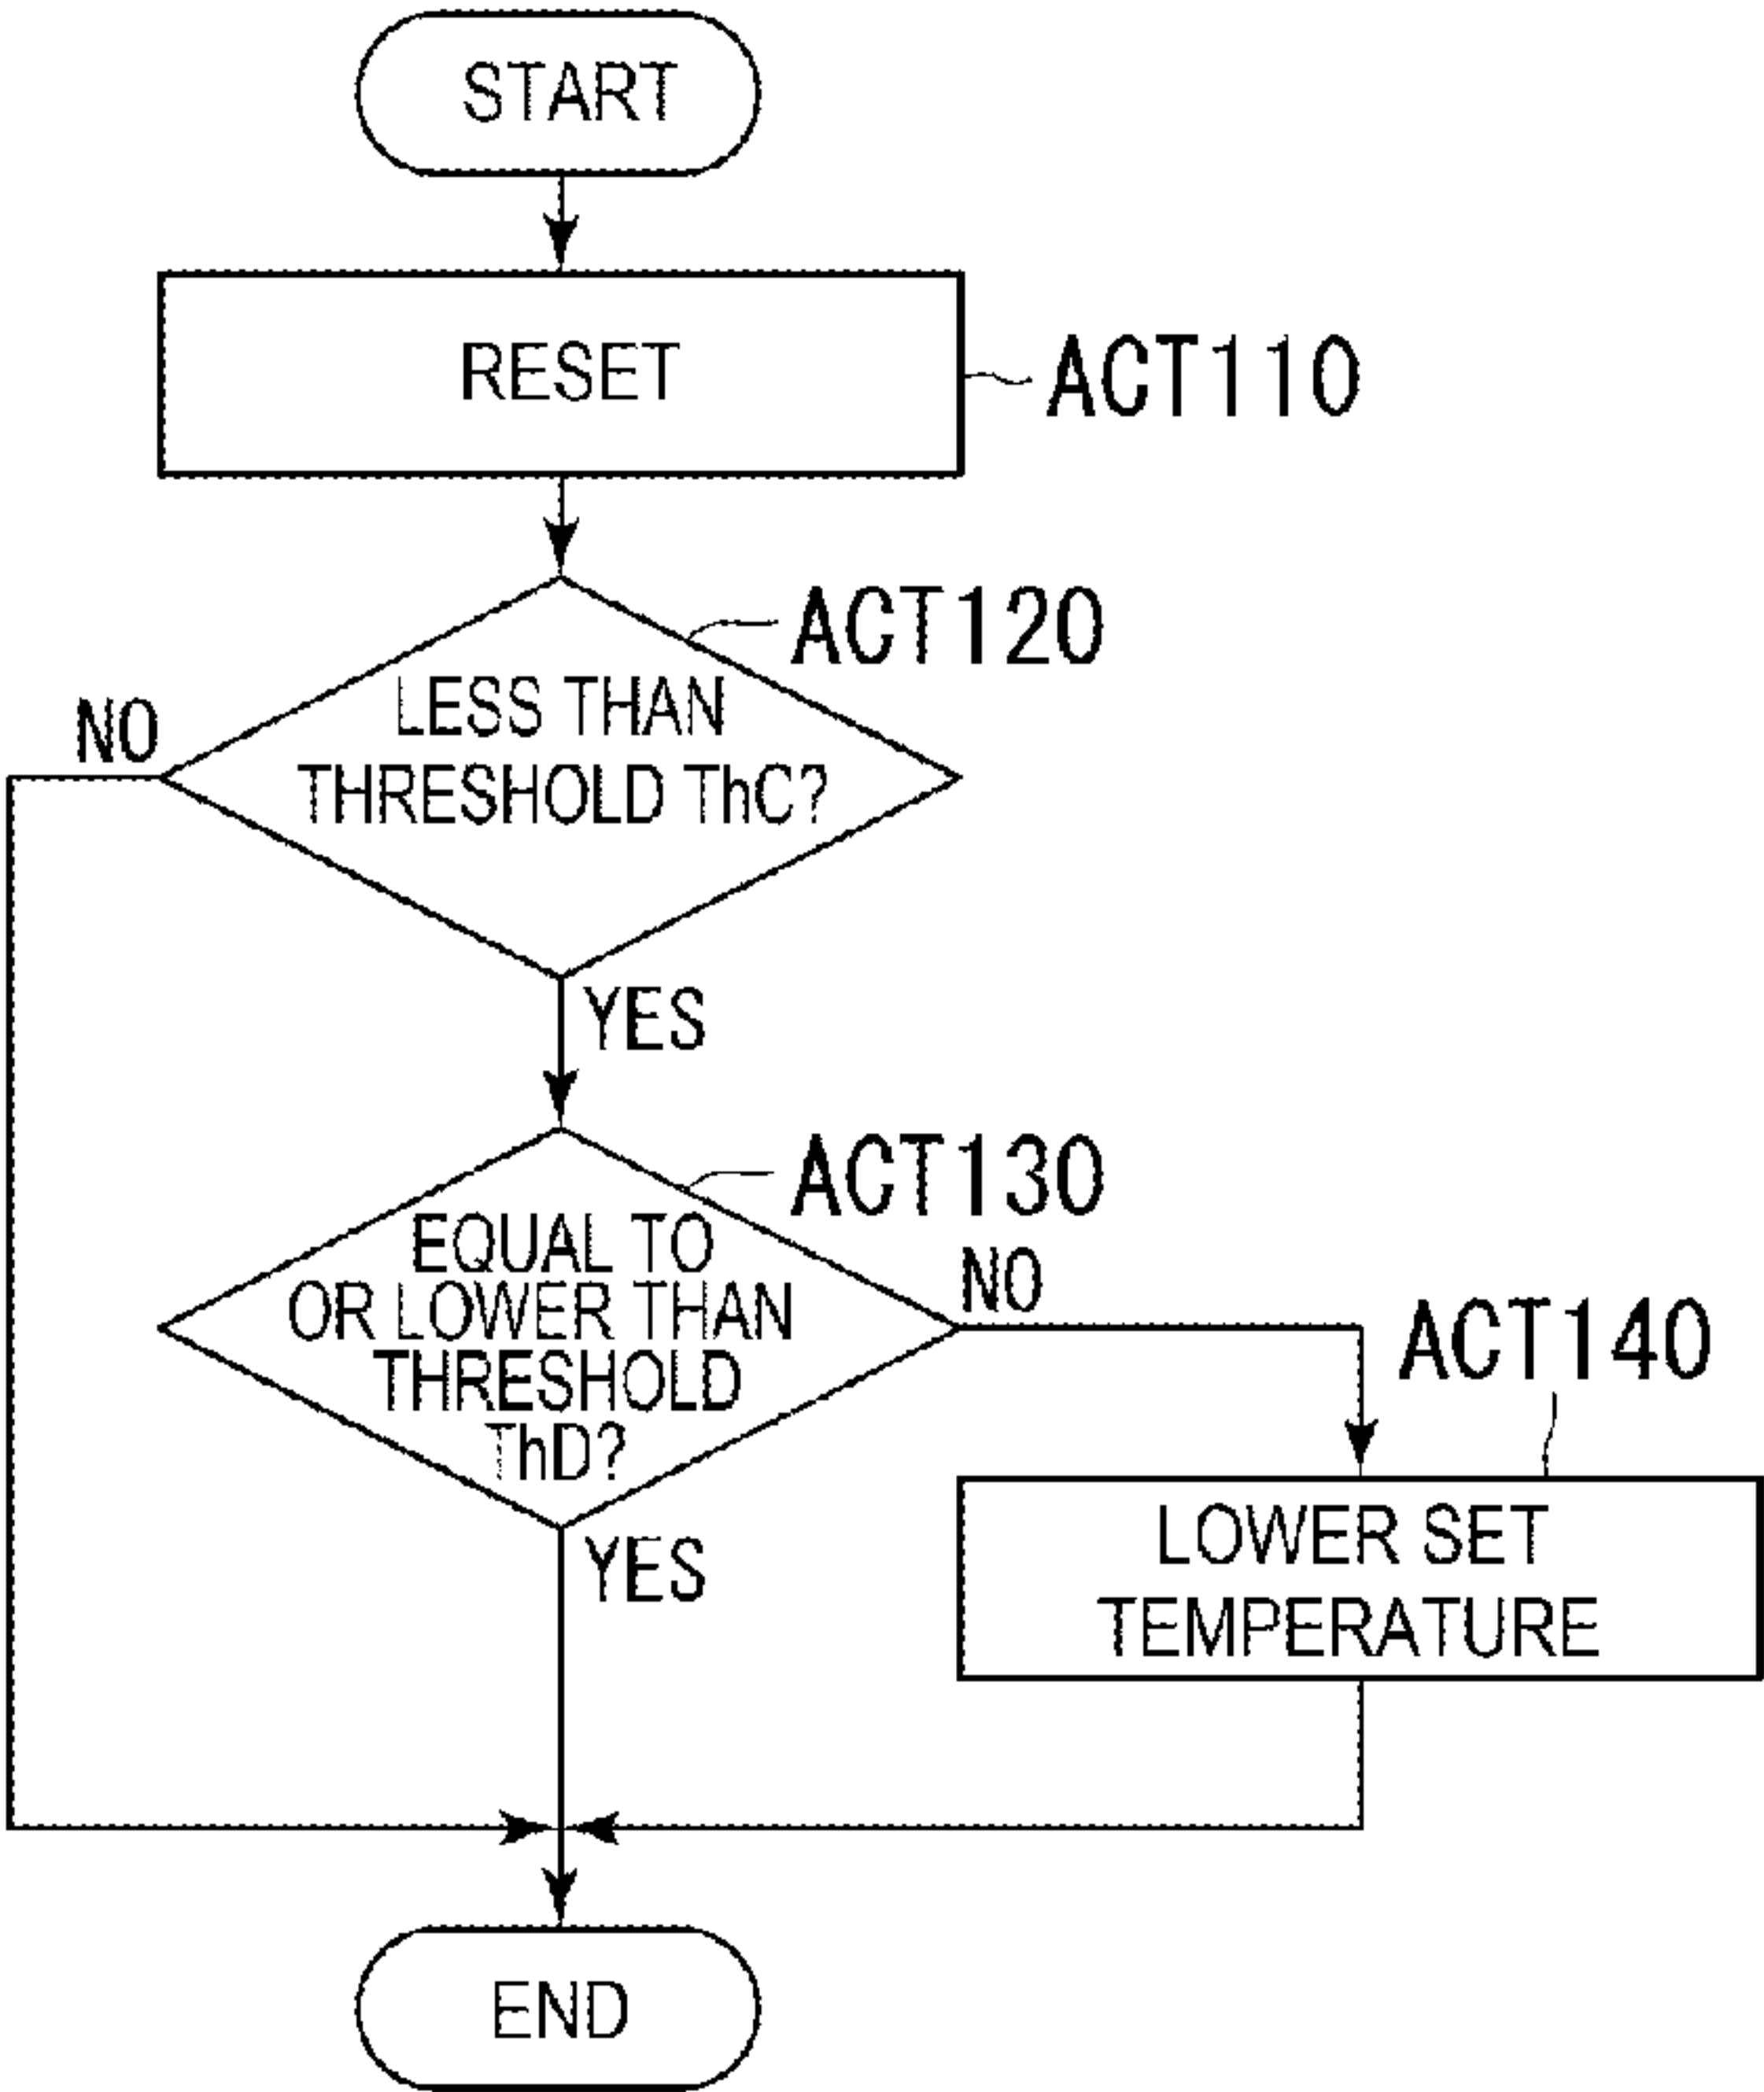 START
RESET
ACT110
ACT120
LESS THAN
THRESHOLD ThC?
NO
YES
ACT130
EQUAL TO
OR LOWER THAN
THRESHOLD
ThD?
NO
ACT140
YES
LOWER SET
TEMPERATURE
END